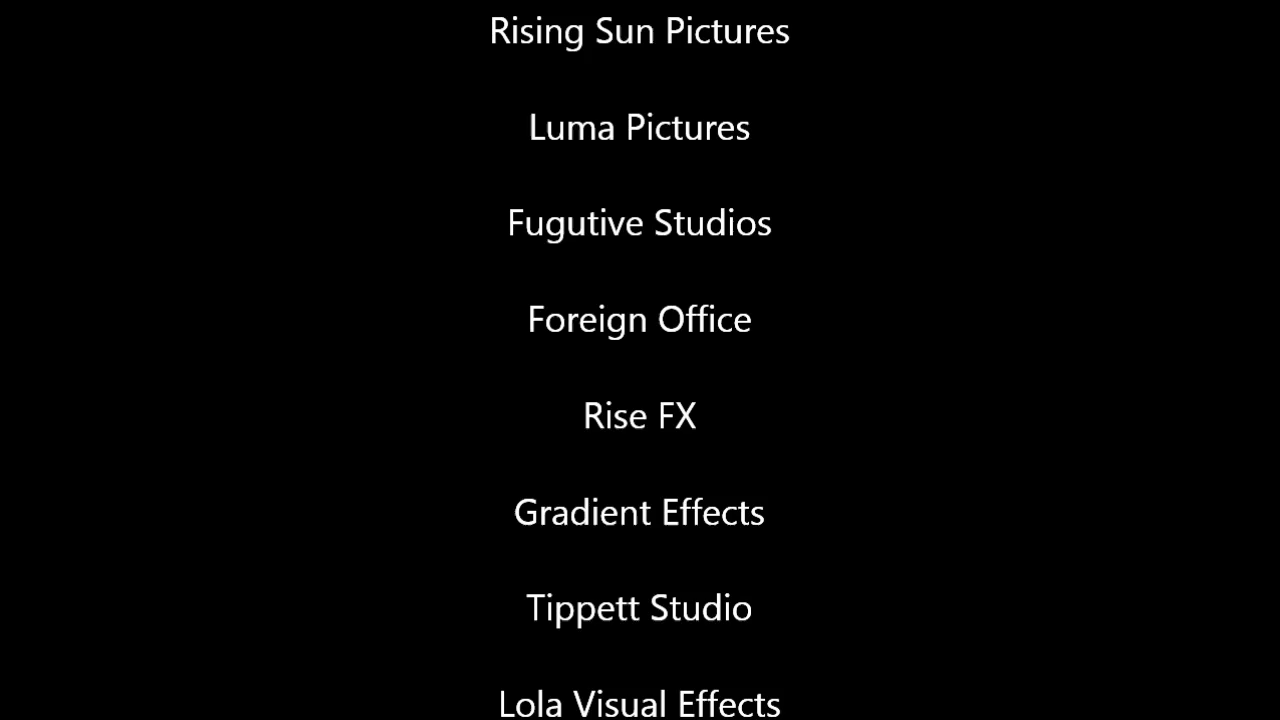 Rising Sun Pictures
Luma Pictures
Fugutive Studios
Foreign Office
Rise FX
Gradient Effects
Tippett Studio
Lola Visual Effects